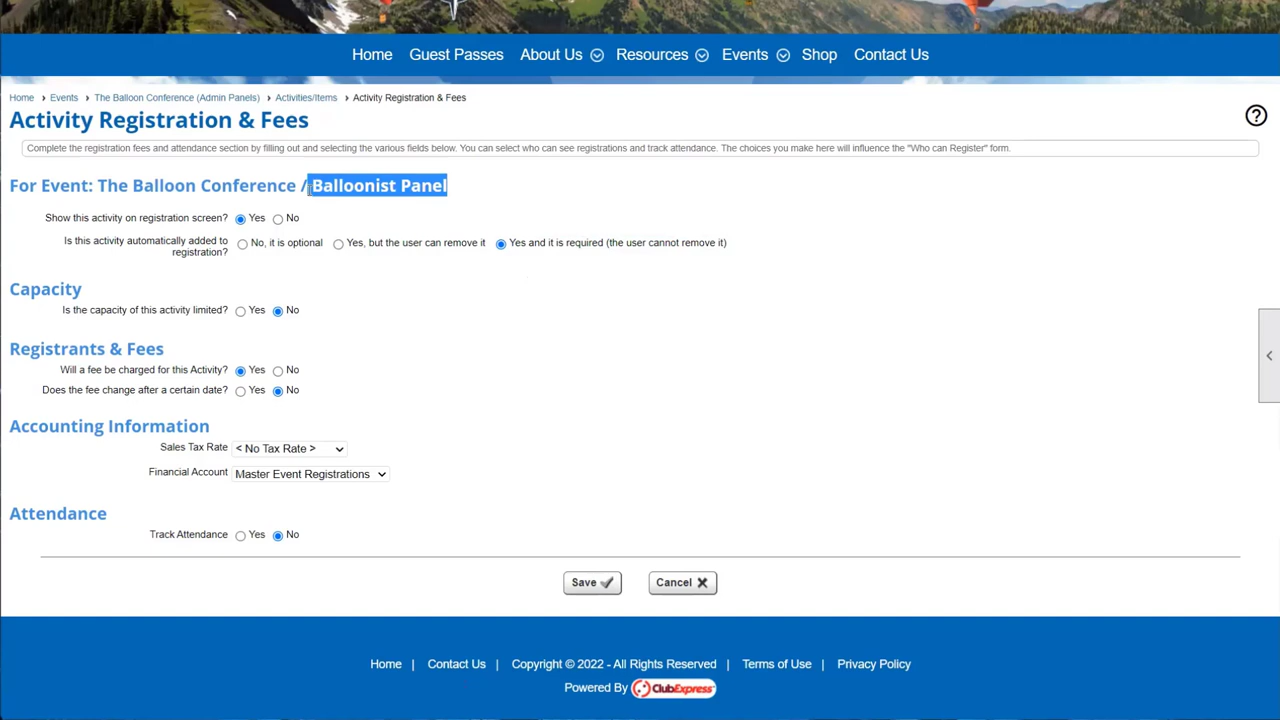 Home Guest Passes About Us Resources Events Shop Contact Us
Home › Events › The Balloon Conference (Admin Panels) › Activities/Items › Activity Registration & Fees
Activity Registration & Fees
?
Complete the registration fees and attendance section by filling out and selecting the various fields below. You can select who can see registrations and track attendance. The choices you make here will influence the "Who can Register" form.
For Event: The Balloon Conference / Balloonist Panel
Show this activity on registration screen? Yes No
Is this activity automatically added to registration? No, it is optional Yes, but the user can remove it Yes and it is required (the user cannot remove it)
Capacity
Is the capacity of this activity limited? Yes No
Registrants & Fees
Will a fee be charged for this Activity? Yes No
Does the fee change after a certain date? Yes No
Accounting Information
Sales Tax Rate < No Tax Rate >
Financial Account Master Event Registrations
Attendance
Track Attendance Yes No
Save Cancel
Home | Contact Us | Copyright © 2022 - All Rights Reserved | Terms of Use | Privacy Policy
Powered By ClubExpress